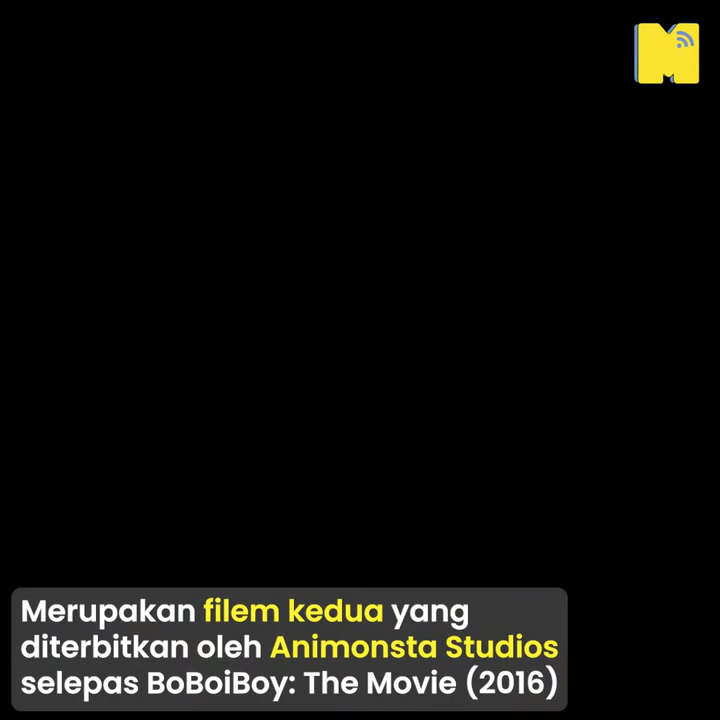 M
Merupakan filem kedua yang
diterbitkan oleh Animonsta Studios
selepas BoBoiBoy: The Movie (2016)